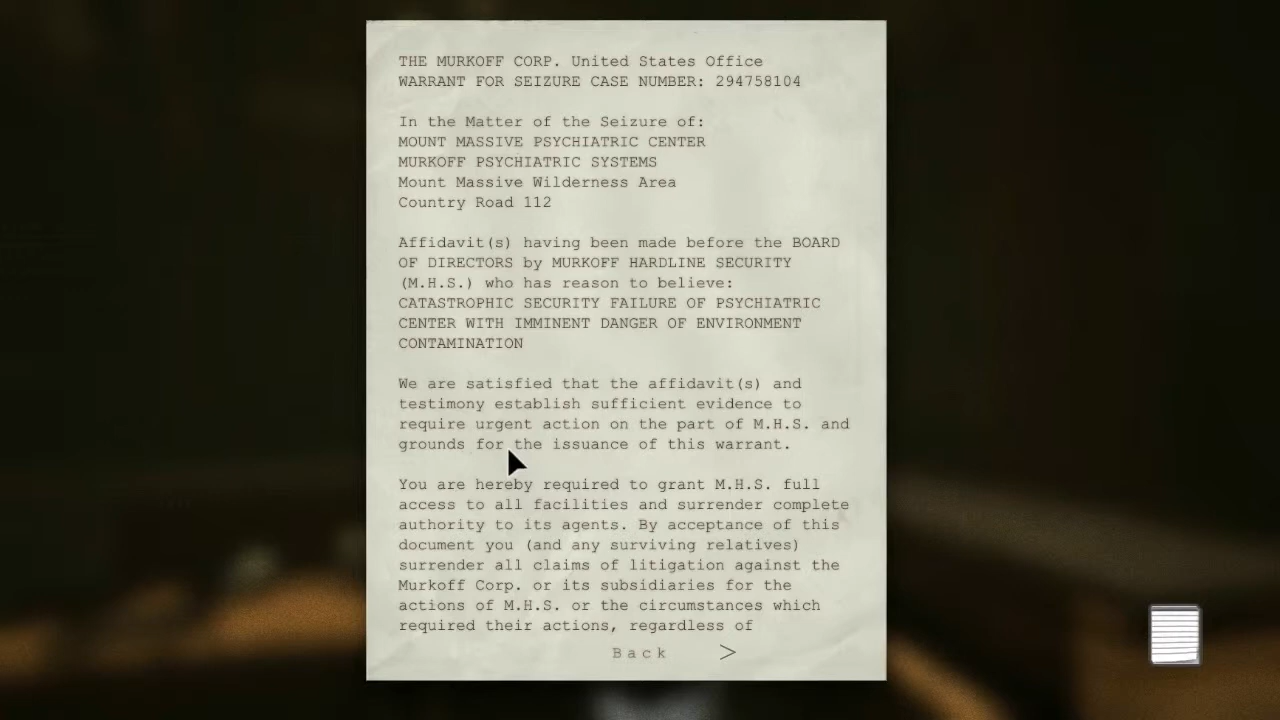 THE MURKOFF CORP. United States Office
WARRANT FOR SEIZURE CASE NUMBER: 294758104
In the Matter of the Seizure of:
MOUNT MASSIVE PSYCHIATRIC CENTER
MURKOFF PSYCHIATRIC SYSTEMS
Mount Massive Wilderness Area
Country Road 112
Affidavit(s) having been made before the BOARD
OF DIRECTORS by MURKOFF HARDLINE SECURITY
(M.H.S.) who has reason to believe:
CATASTROPHIC SECURITY FAILURE OF PSYCHIATRIC
CENTER WITH IMMINENT DANGER OF ENVIRONMENT
CONTAMINATION
We are satisfied that the affidavit(s) and
testimony establish sufficient evidence to
require urgent action on the part of M.H.S. and
grounds for the issuance of this warrant.
You are hereby required to grant M.H.S. full
access to all facilities and surrender complete
authority to its agents. By acceptance of this
document you (and any surviving relatives)
surrender all claims of litigation against the
Murkoff Corp. or its subsidiaries for the
actions of M.H.S. or the circumstances which
required their actions, regardless of
Back >